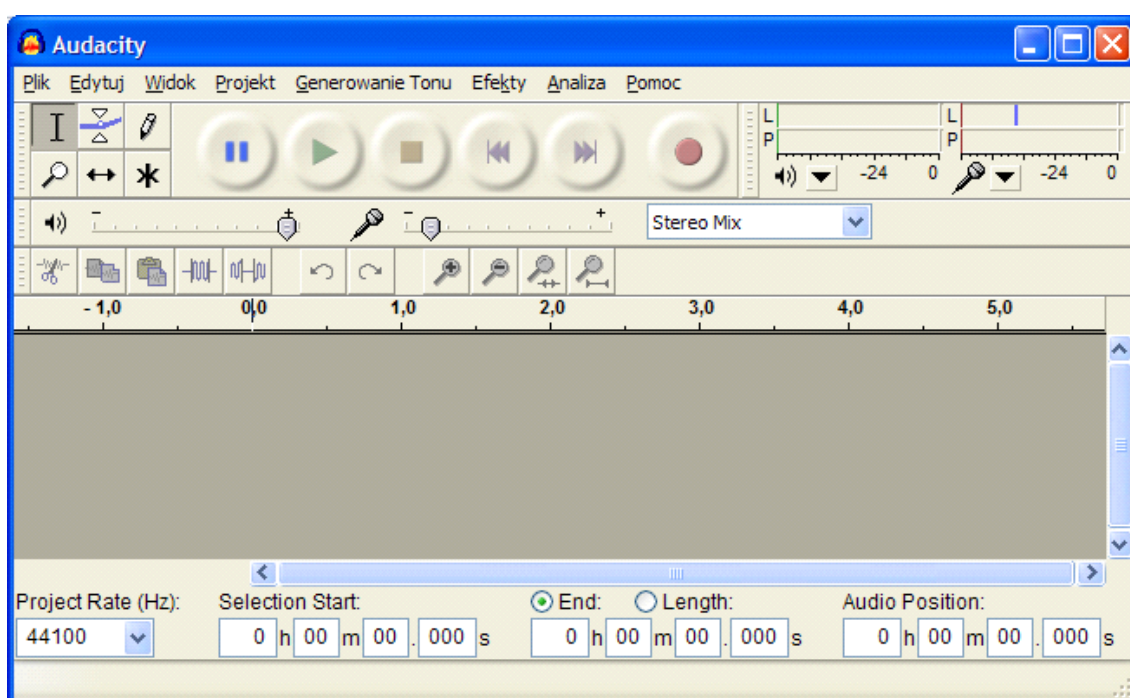 Audacity
Plik Edytuj Widok Projekt Generowanie Tonu Efekty Analiza Pomoc
L L
P P
-24 0 -24 0
- + - + Stereo Mix
- 1,0 0,0 1,0 2,0 3,0 4,0 5,0
Project Rate (Hz): Selection Start: End: Length: Audio Position:
44100 0 h 00 m 00 . 000 s 0 h 00 m 00 . 000 s 0 h 00 m 00 . 000 s